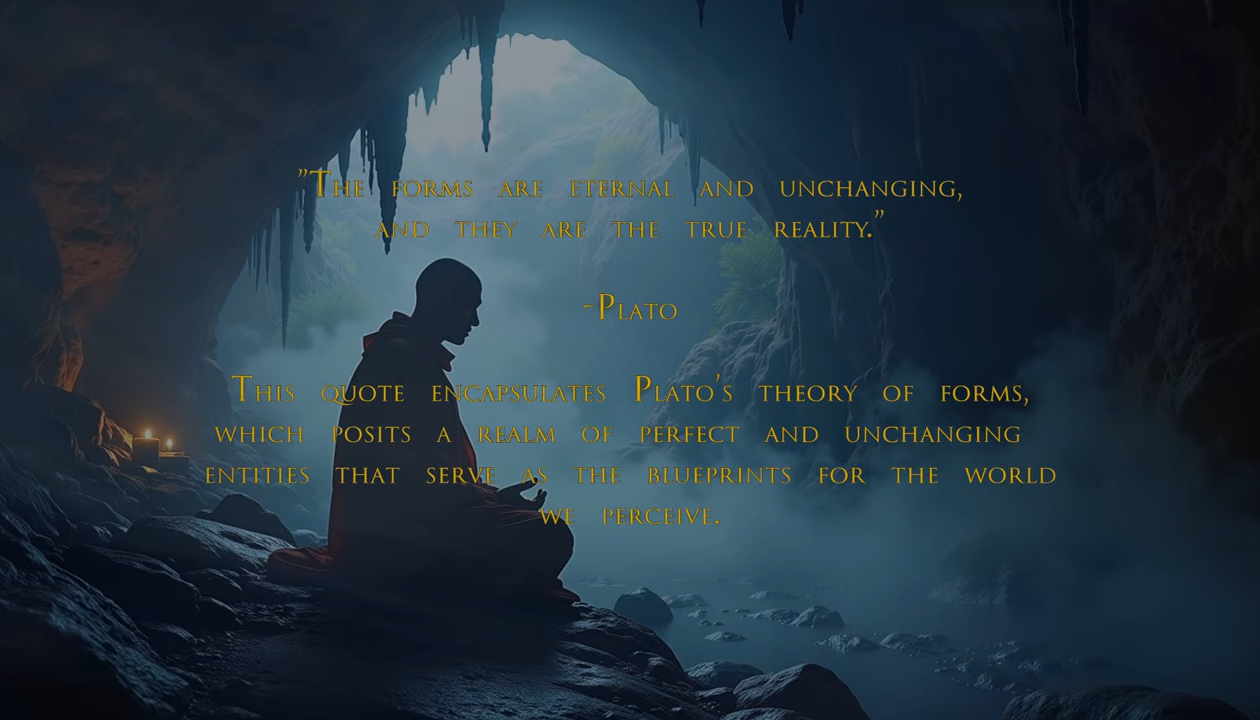 "The forms are eternal and unchanging,
and they are the true reality."
-Plato
This quote encapsulates Plato's theory of forms,
which posits a realm of perfect and unchanging
entities that serve as the blueprints for the world
we perceive.